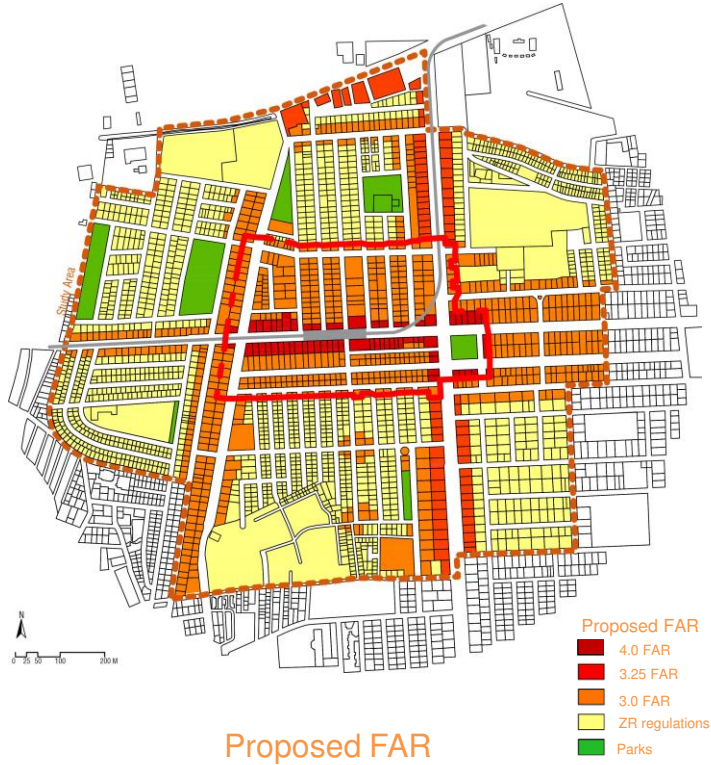 Study Area
N
0 25 50 100 200 M
Proposed FAR
4.0 FAR
3.25 FAR
3.0 FAR
ZR regulations
Parks
Proposed FAR